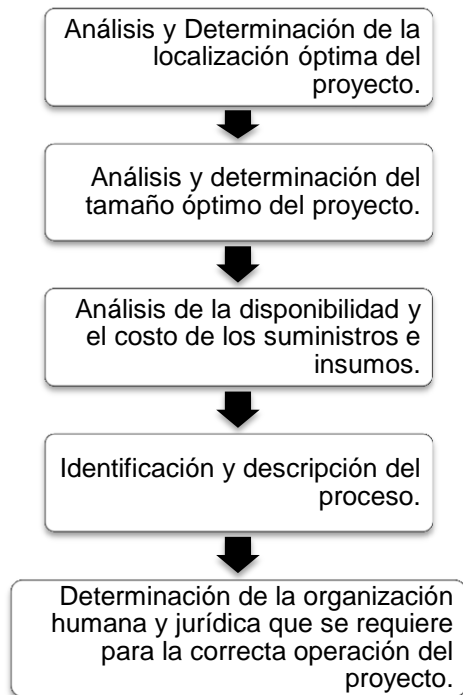 Análisis y Determinación de la
localización óptima del
proyecto.
Análisis y determinación del
tamaño óptimo del proyecto.
Análisis de la disponibilidad y
el costo de los suministros e
insumos.
Identificación y descripción del
proceso.
Determinación de la organización
humana y jurídica que se requiere
para la correcta operación del
proyecto.